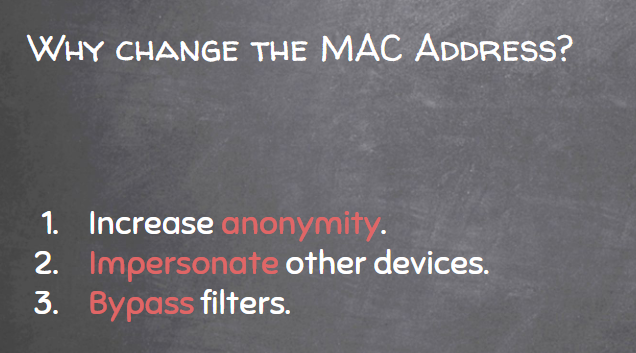 Why change the MAC Address?
1. Increase anonymity.
2. Impersonate other devices.
3. Bypass filters.